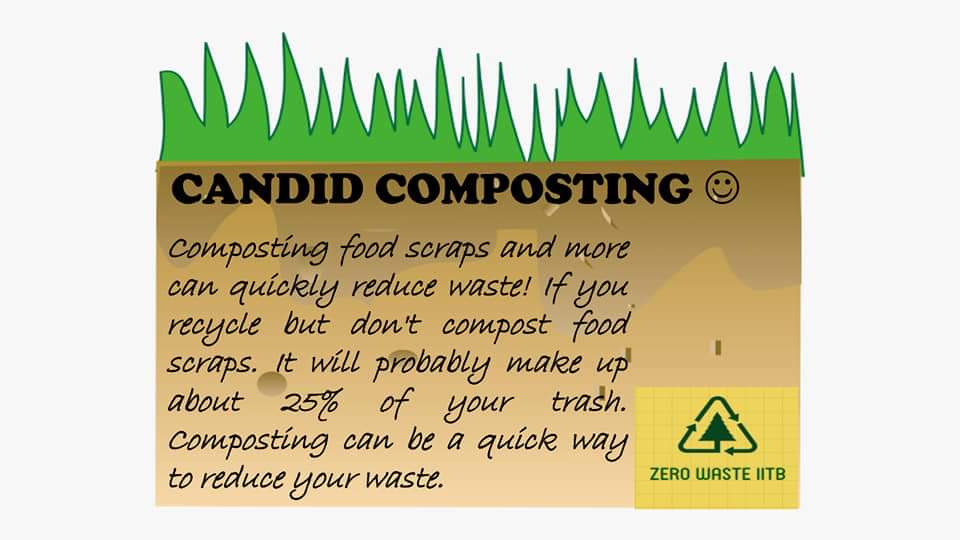 CANDID COMPOSTING ☺
Composting food scraps and more
can quickly reduce waste! If you
recycle but don't compost food
scraps. It will probably make up
about 25% of your trash.
Composting can be a quick way
to reduce your waste.
ZERO WASTE IITB